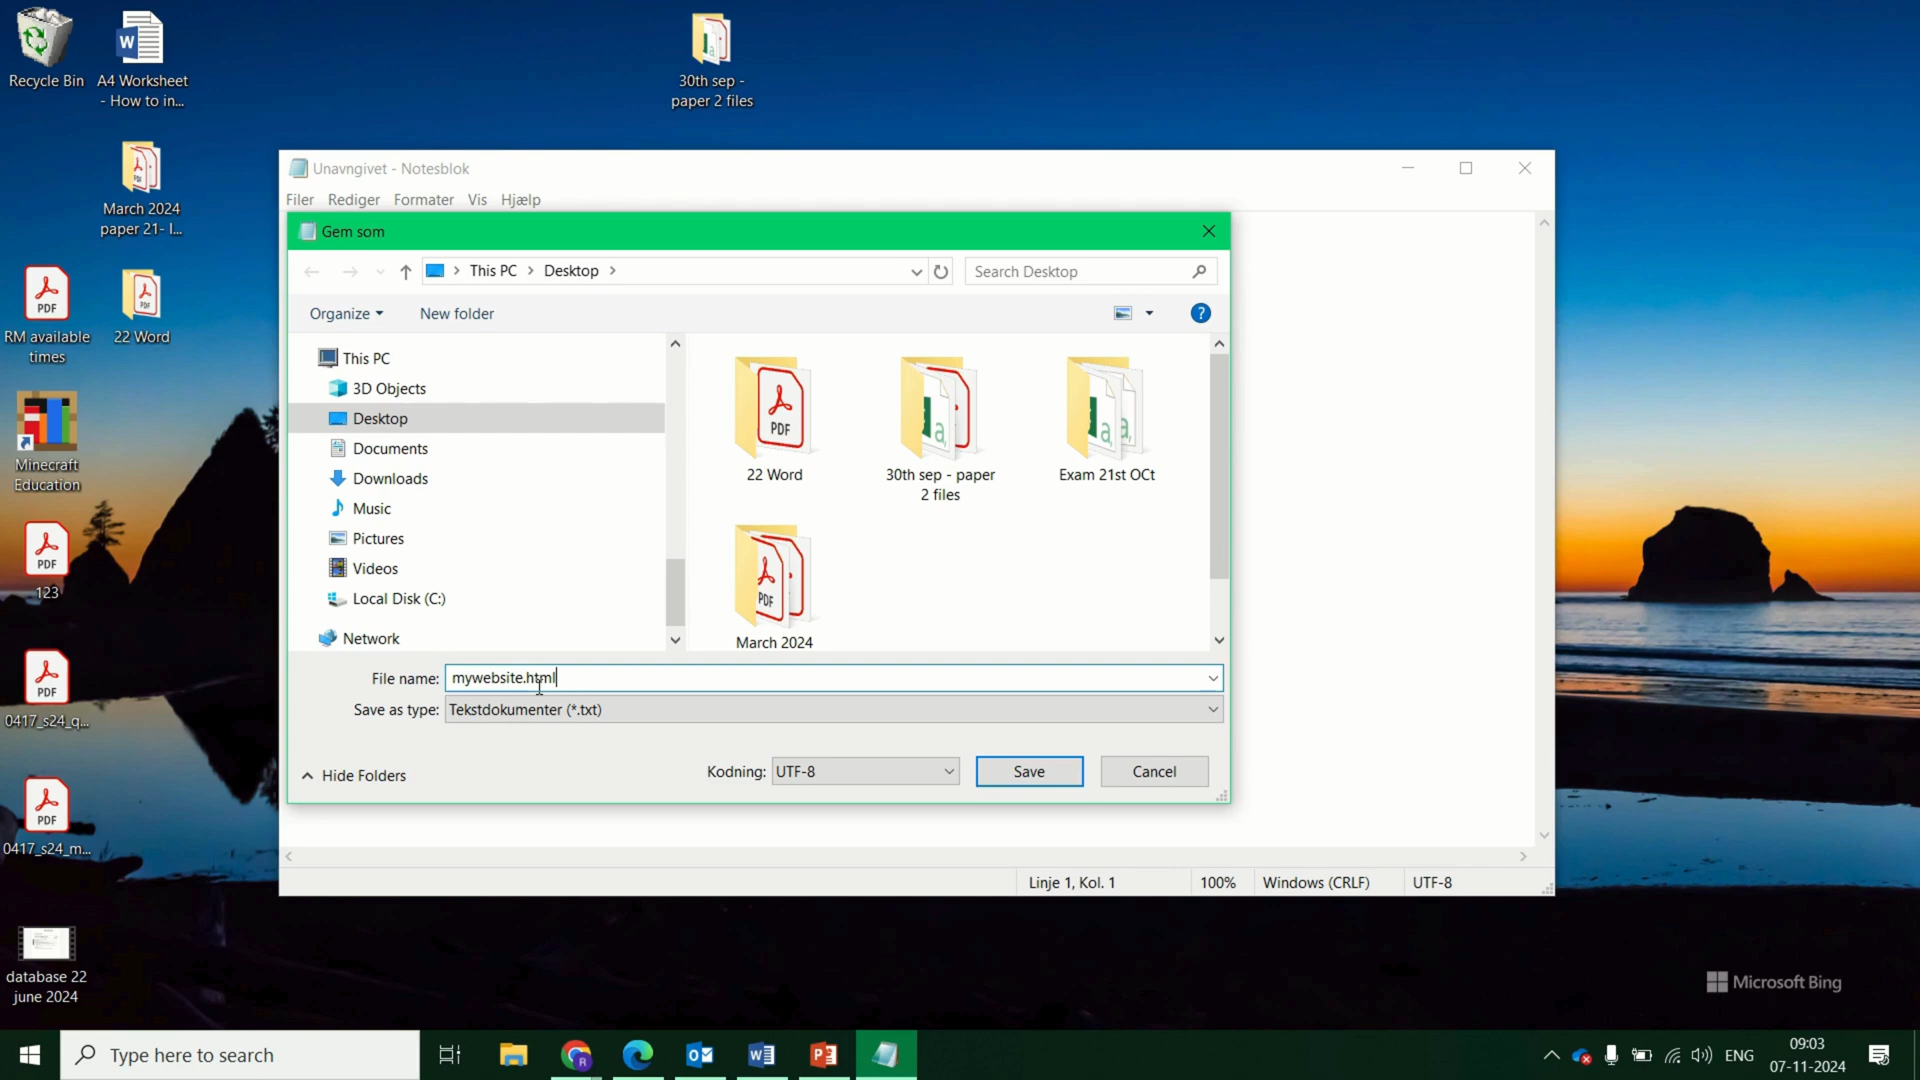 Recycle Bin
A4 Worksheet
- How to in...
30th sep -
paper 2 files
March 2024
paper 21- I...
RM available
times
22 Word
Minecraft
Education
123
0417_s24_q...
0417_s24_m...
database 22
june 2024
Unavngivet - Notesblok
Filer Rediger Formater Vis Hjælp
Gem som
This PC > Desktop >
Search Desktop
Organize
New folder
This PC
3D Objects
Desktop
Documents
Downloads
Music
Pictures
Videos
Local Disk (C:)
Network
22 Word
30th sep - paper
2 files
Exam 21st OCt
March 2024
File name: mywebsite.html
Save as type: Tekstdokumenter (*.txt)
Hide Folders
Kodning: UTF-8
Save
Cancel
Linje 1, Kol. 1
100%
Windows (CRLF)
UTF-8
Microsoft Bing
Type here to search
ENG
09:03
07-11-2024